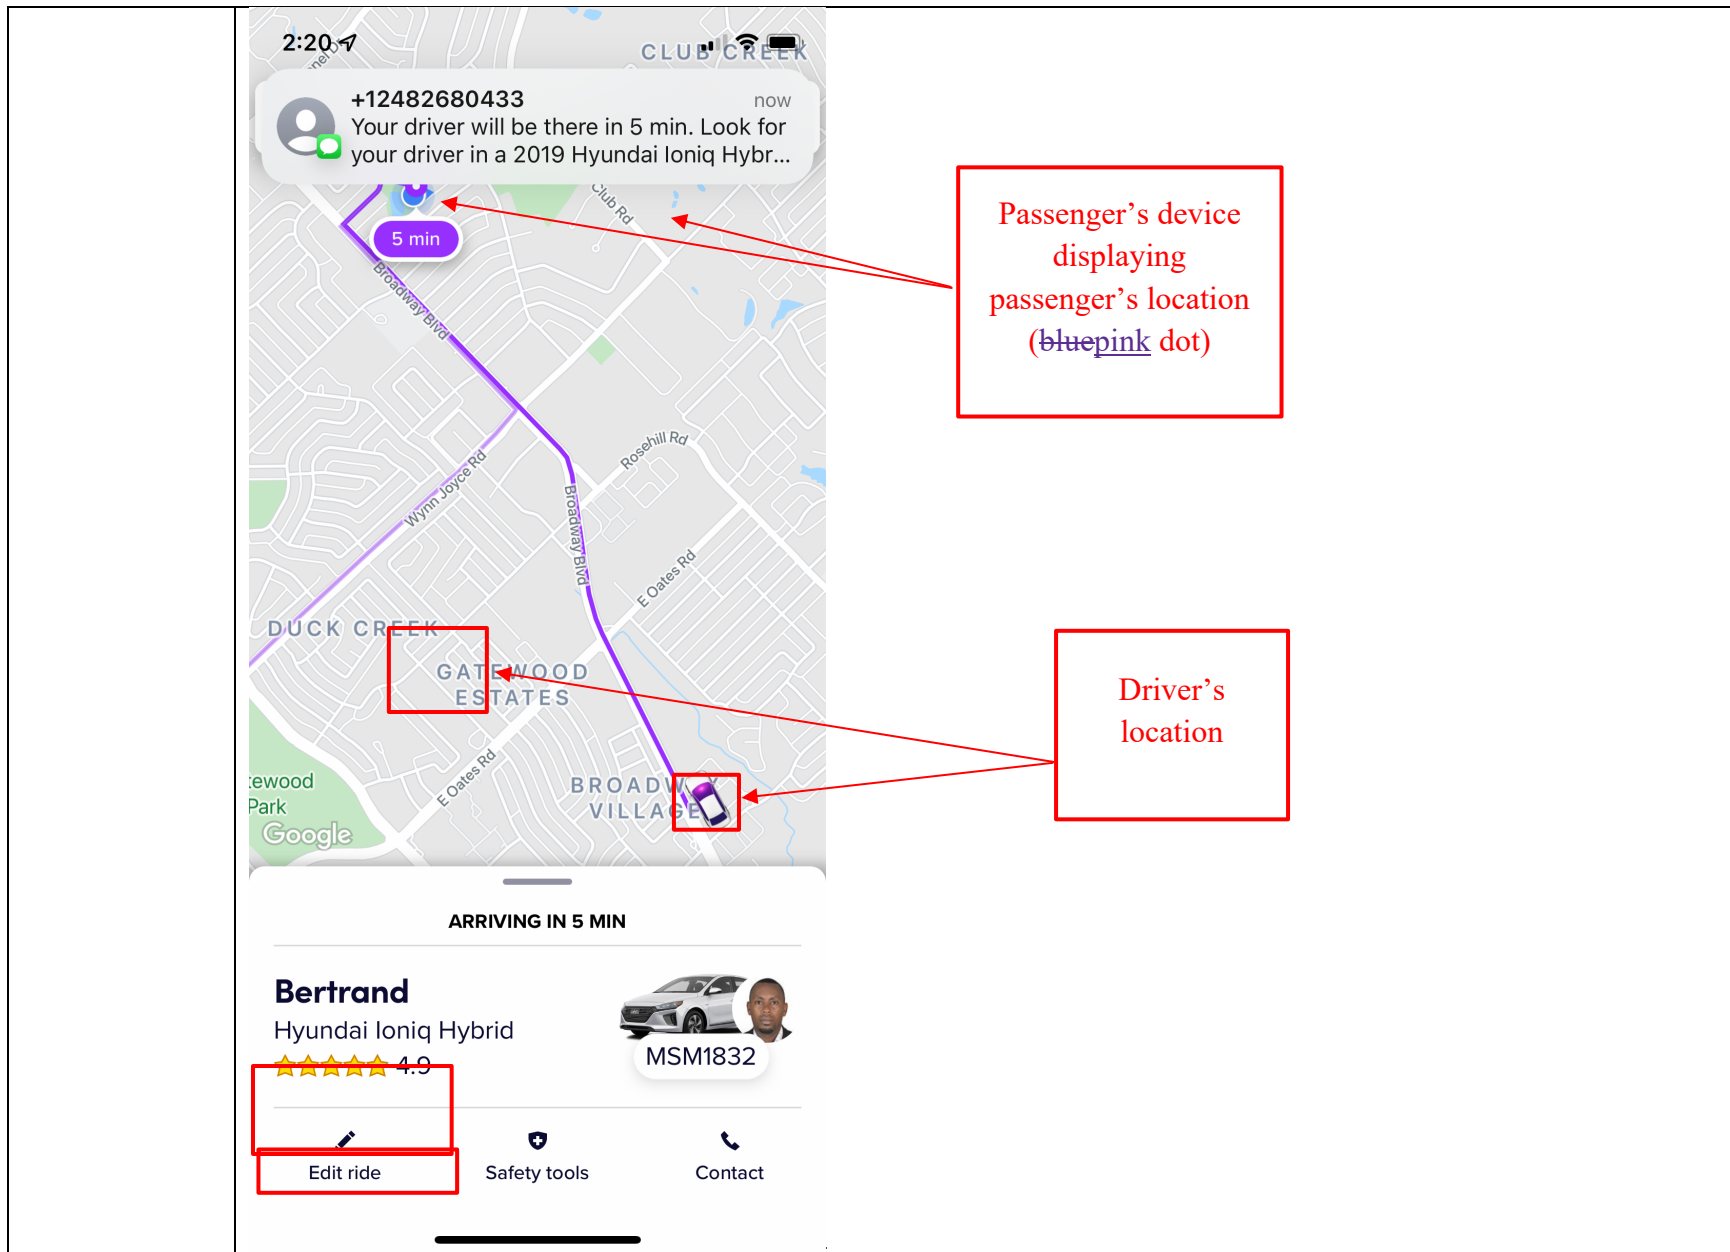 2:20
CLUB CREEK
+12482680433 now
Your driver will be there in 5 min. Look for
your driver in a 2019 Hyundai Ioniq Hybr...
Club Rd
5 min
Broadway Blvd
Passenger’s device
displaying
passenger’s location
(bluepink dot)
Rosehill Rd
Wynn Joyce Rd
Broadway Blvd
E Oates Rd
DUCK CREEK
GATEWOOD
ESTATES
Driver’s
location
E Oates Rd
BROADW
VILLAGE
tewood
Park
Google
ARRIVING IN 5 MIN
Bertrand
Hyundai Ioniq Hybrid
4.9
MSM1832
Edit ride
Safety tools
Contact